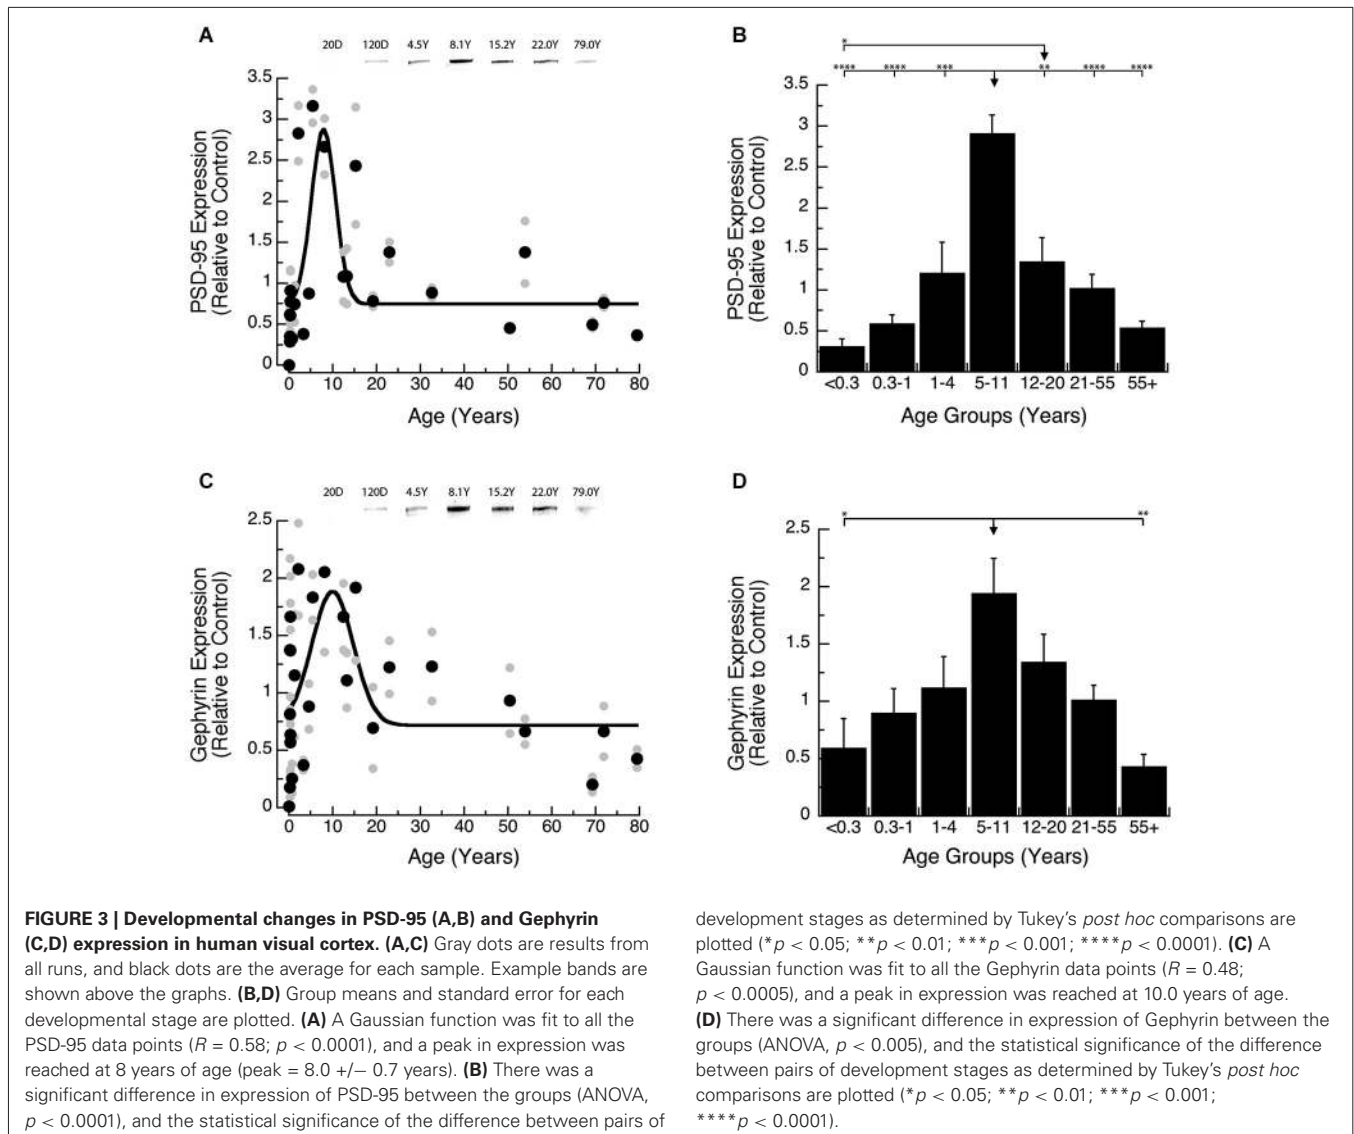 A
20D 120D 4.5Y 8.1Y 15.2Y 22.0Y 79.0Y
3.5
3
2.5
2
1.5
1
0.5
0
PSD-95 Expression
(Relative to Control)
0 10 20 30 40 50 60 70 80
Age (Years)
B
*
**** **** *** ** **** ****
3.5
3
2.5
2
1.5
1
0.5
0
PSD-95 Expression
(Relative to Control)
<0.3 0.3-1 1-4 5-11 12-20 21-55 55+
Age Groups (Years)
C
20D 120D 4.5Y 8.1Y 15.2Y 22.0Y 79.0Y
2.5
2
1.5
1
0.5
0
Gephyrin Expression
(Relative to Control)
0 10 20 30 40 50 60 70 80
Age (Years)
D
* **
2.5
2
1.5
1
0.5
0
Gephyrin Expression
(Relative to Control)
<0.3 0.3-1 1-4 5-11 12-20 21-55 55+
Age Groups (Years)
FIGURE 3 | Developmental changes in PSD-95 (A,B) and Gephyrin
(C,D) expression in human visual cortex. (A,C) Gray dots are results from
all runs, and black dots are the average for each sample. Example bands are
shown above the graphs. (B,D) Group means and standard error for each
developmental stage are plotted. (A) A Gaussian function was fit to all the
PSD-95 data points (R = 0.58; p < 0.0001), and a peak in expression was
reached at 8 years of age (peak = 8.0 +/− 0.7 years). (B) There was a
significant difference in expression of PSD-95 between the groups (ANOVA,
p < 0.0001), and the statistical significance of the difference between pairs of
development stages as determined by Tukey's post hoc comparisons are
plotted (*p < 0.05; **p < 0.01; ***p < 0.001; ****p < 0.0001). (C) A
Gaussian function was fit to all the Gephyrin data points (R = 0.48;
p < 0.0005), and a peak in expression was reached at 10.0 years of age.
(D) There was a significant difference in expression of Gephyrin between the
groups (ANOVA, p < 0.005), and the statistical significance of the difference
between pairs of development stages as determined by Tukey's post hoc
comparisons are plotted (*p < 0.05; **p < 0.01; ***p < 0.001;
****p < 0.0001).